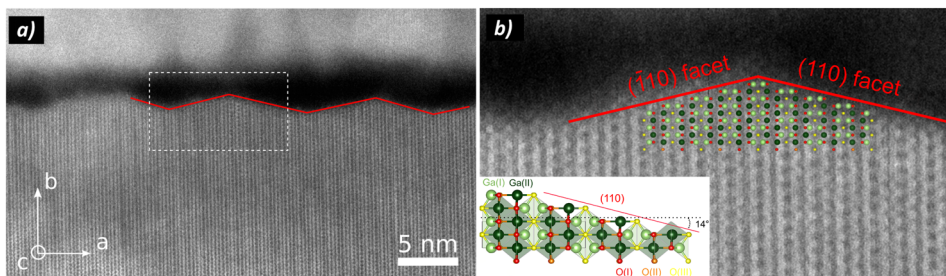 a)
b
c
a
5 nm
b)
(1̄10) facet
(110) facet
Ga(I) Ga(II)
(110)
14°
O(I) O(II) O(III)